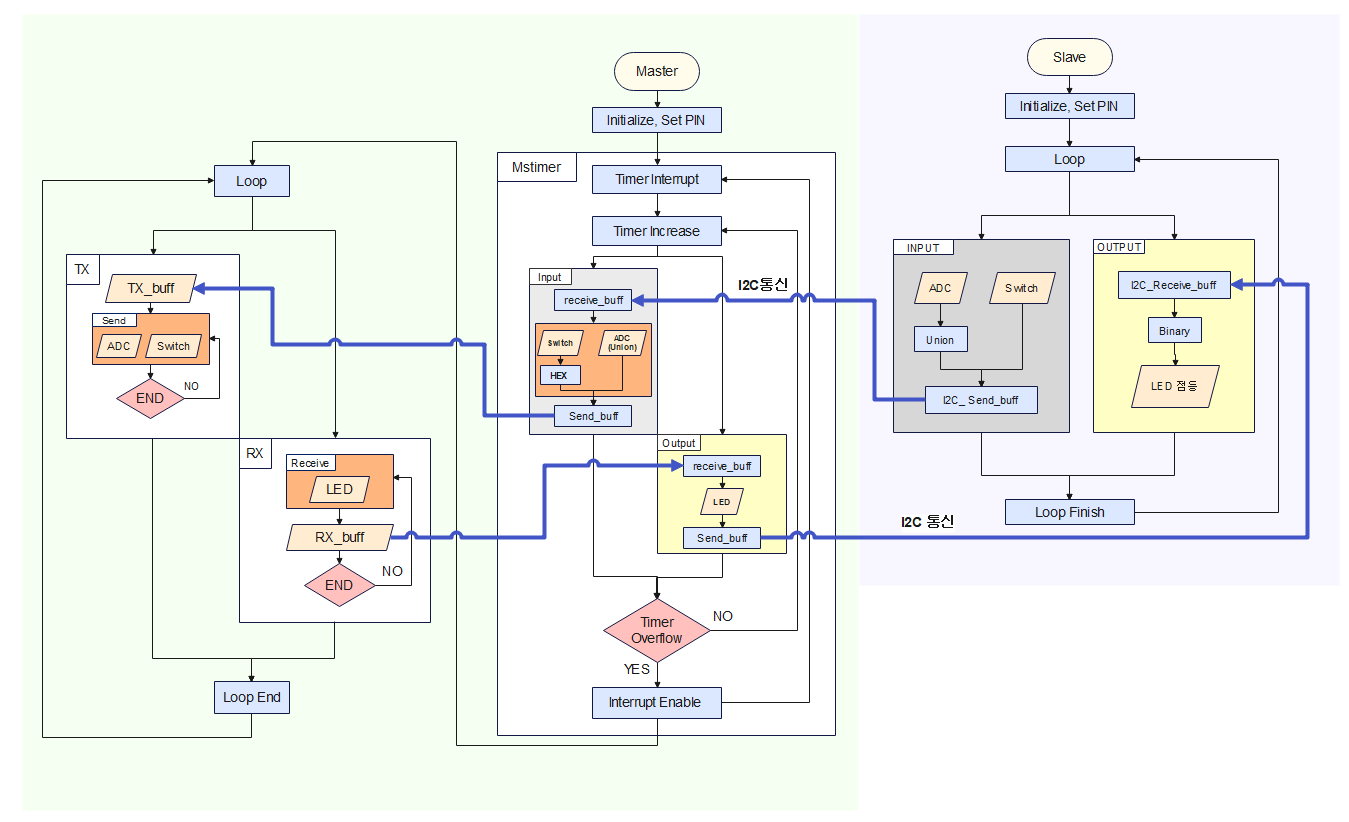 Master
Initialize, Set PIN
Mstimer
Timer Interrupt
Timer Increase
Input
receive_buff
Switch
ADC
(Union)
HEX
Send_buff
Output
receive_buff
LED
Send_buff
Timer
Overflow
NO
YES
Interrupt Enable
Loop
TX
TX_buff
Send
ADC
Switch
END
NO
RX
Receive
LED
RX_buff
END
NO
Loop End
I2C통신
I2C 통신
Slave
Initialize, Set PIN
Loop
INPUT
ADC
Switch
Union
I2C_ Send_buff
OUTPUT
I2C_Receive_buff
Binary
LED 점등
Loop Finish